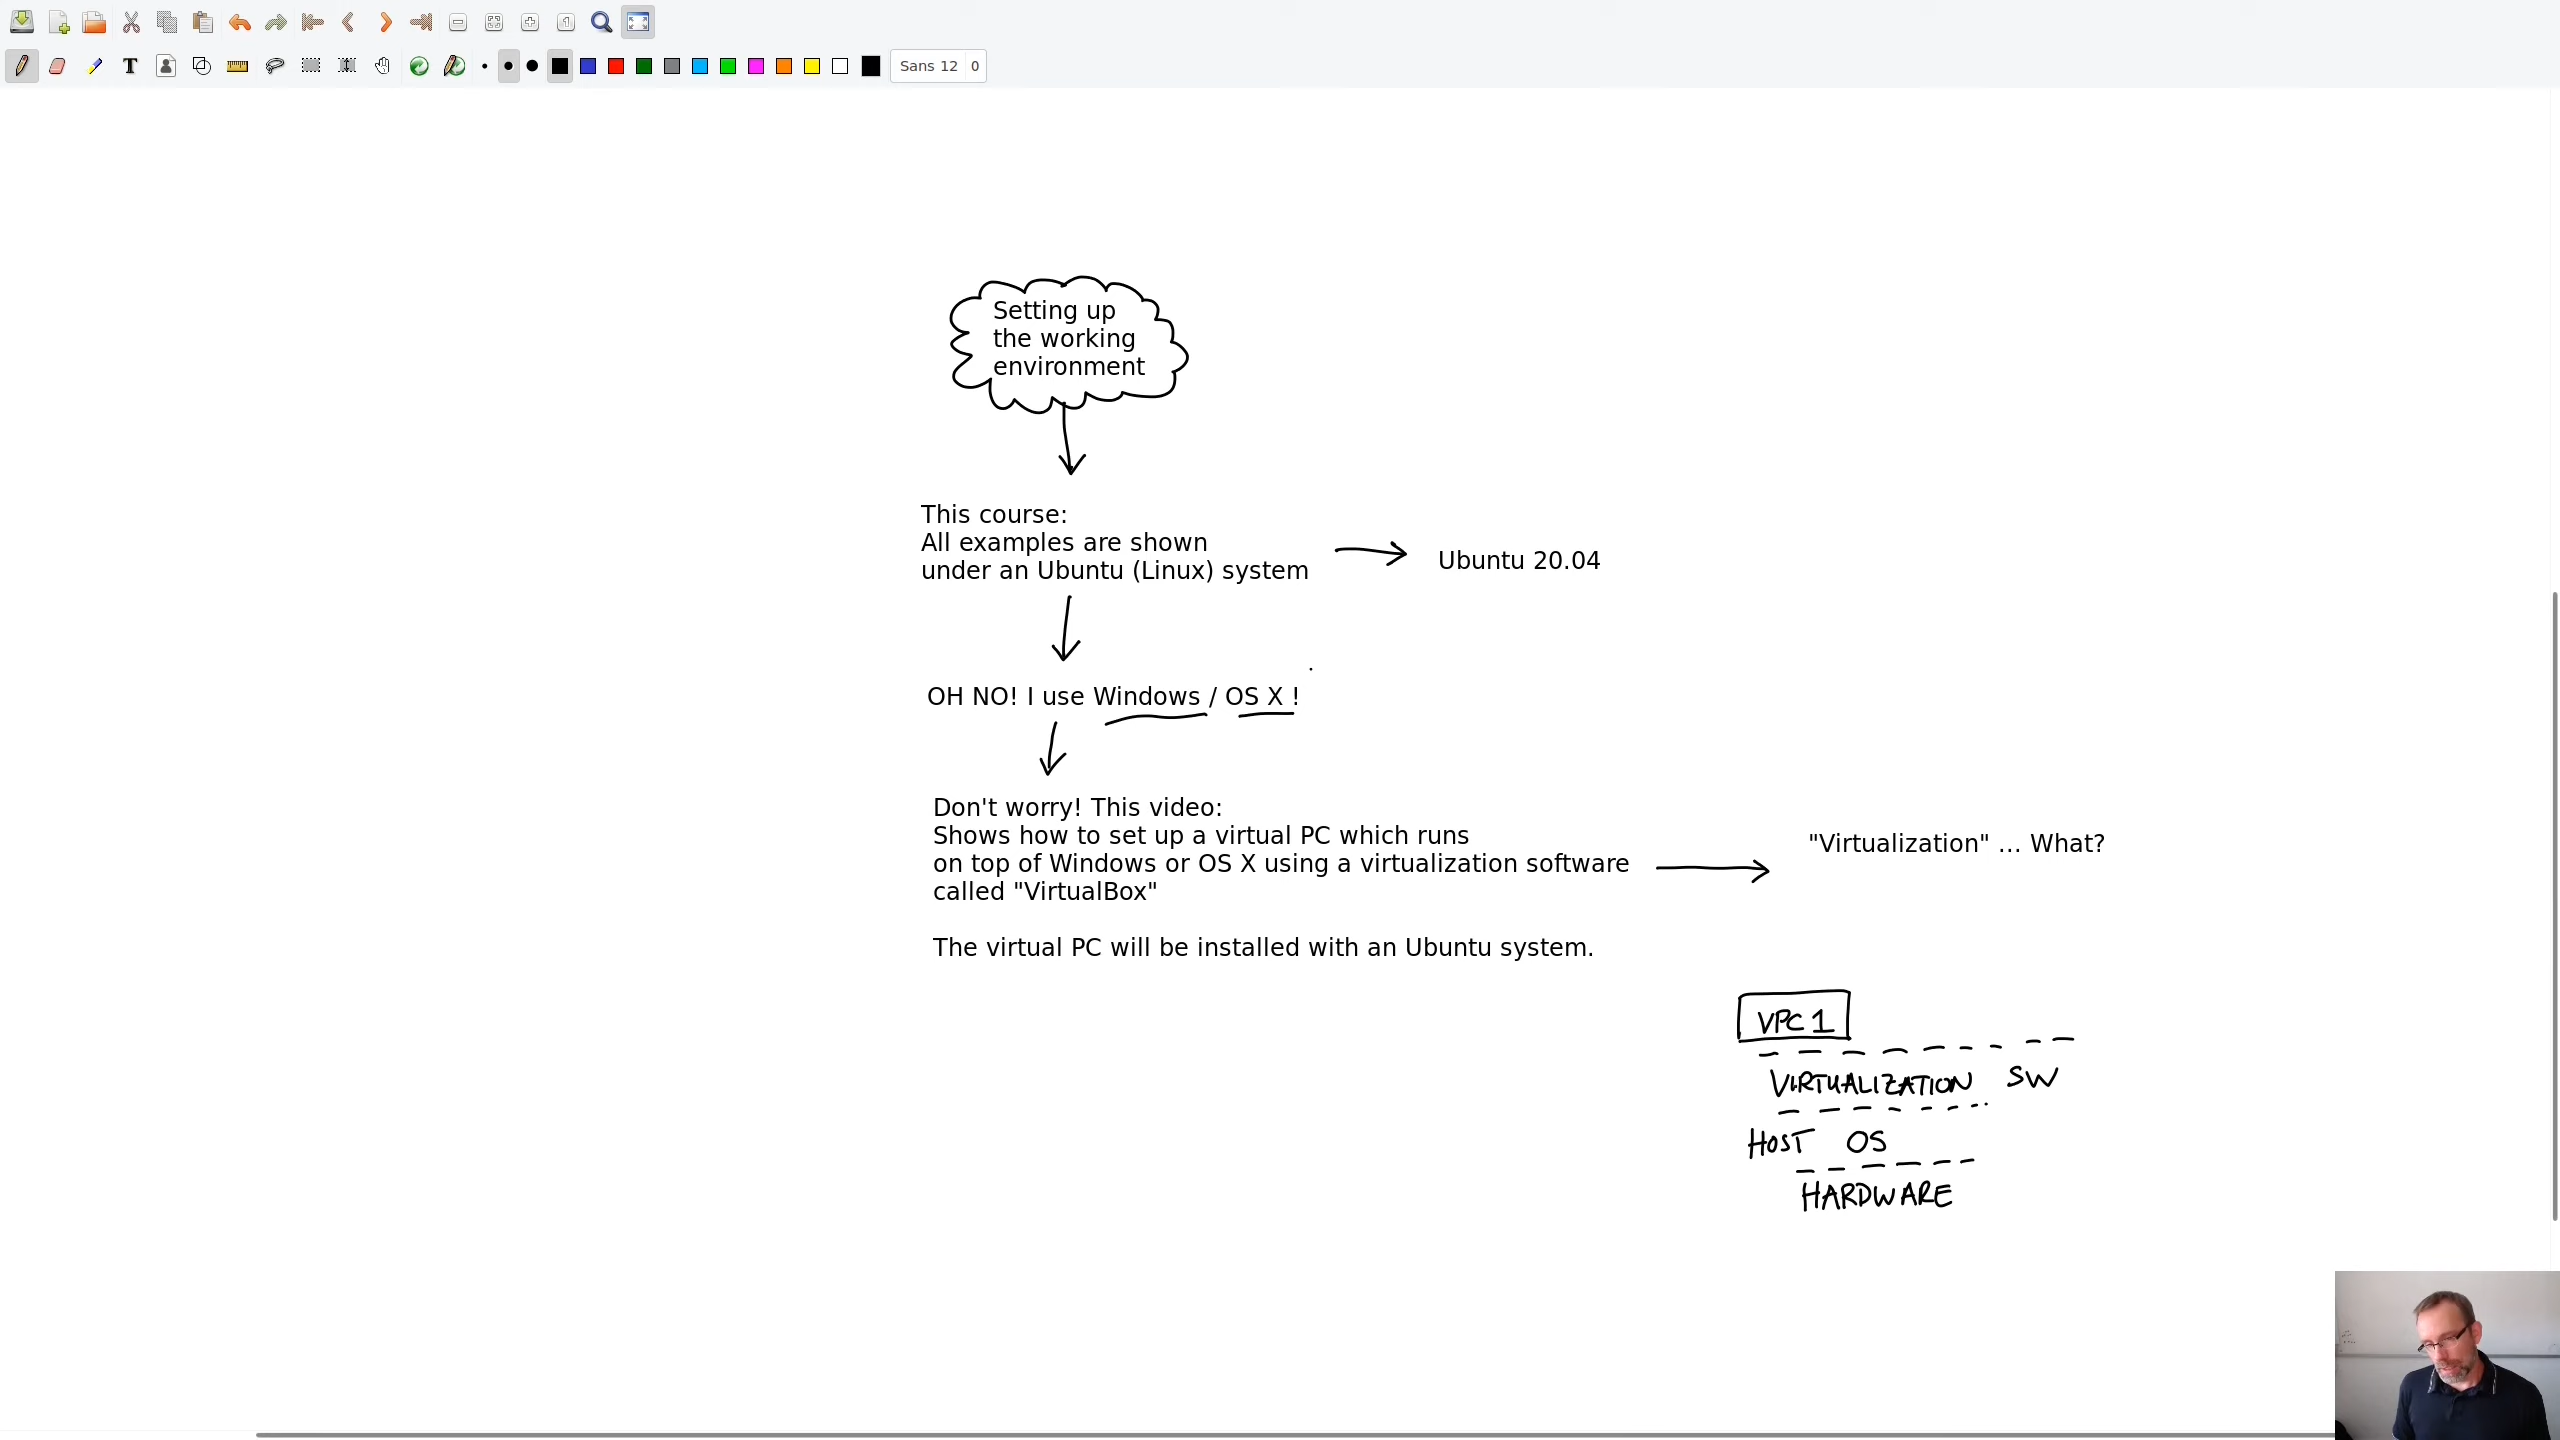 Sans 12 0
Setting up
the working
environment
This course:
All examples are shown
under an Ubuntu (Linux) system
Ubuntu 20.04
OH NO! I use Windows / OS X !
Don't worry! This video:
Shows how to set up a virtual PC which runs
on top of Windows or OS X using a virtualization software
called "VirtualBox"
"Virtualization" ... What?
The virtual PC will be installed with an Ubuntu system.
VPC 1
VIRTUALIZATION SW
HOST OS
HARDWARE